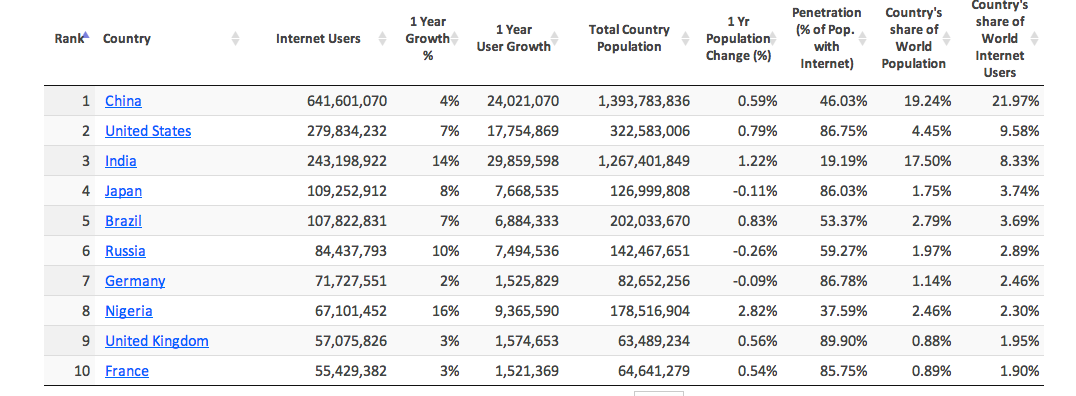 Rank Country Internet Users 1 Year Growth % 1 Year User Growth Total Country Population 1 Yr Population Change (%) Penetration (% of Pop. with Internet) Country's share of World Population Country's share of World Internet Users
1 China 641,601,070 4% 24,021,070 1,393,783,836 0.59% 46.03% 19.24% 21.97%
2 United States 279,834,232 7% 17,754,869 322,583,006 0.79% 86.75% 4.45% 9.58%
3 India 243,198,922 14% 29,859,598 1,267,401,849 1.22% 19.19% 17.50% 8.33%
4 Japan 109,252,912 8% 7,668,535 126,999,808 -0.11% 86.03% 1.75% 3.74%
5 Brazil 107,822,831 7% 6,884,333 202,033,670 0.83% 53.37% 2.79% 3.69%
6 Russia 84,437,793 10% 7,494,536 142,467,651 -0.26% 59.27% 1.97% 2.89%
7 Germany 71,727,551 2% 1,525,829 82,652,256 -0.09% 86.78% 1.14% 2.46%
8 Nigeria 67,101,452 16% 9,365,590 178,516,904 2.82% 37.59% 2.46% 2.30%
9 United Kingdom 57,075,826 3% 1,574,653 63,489,234 0.56% 89.90% 0.88% 1.95%
10 France 55,429,382 3% 1,521,369 64,641,279 0.54% 85.75% 0.89% 1.90%